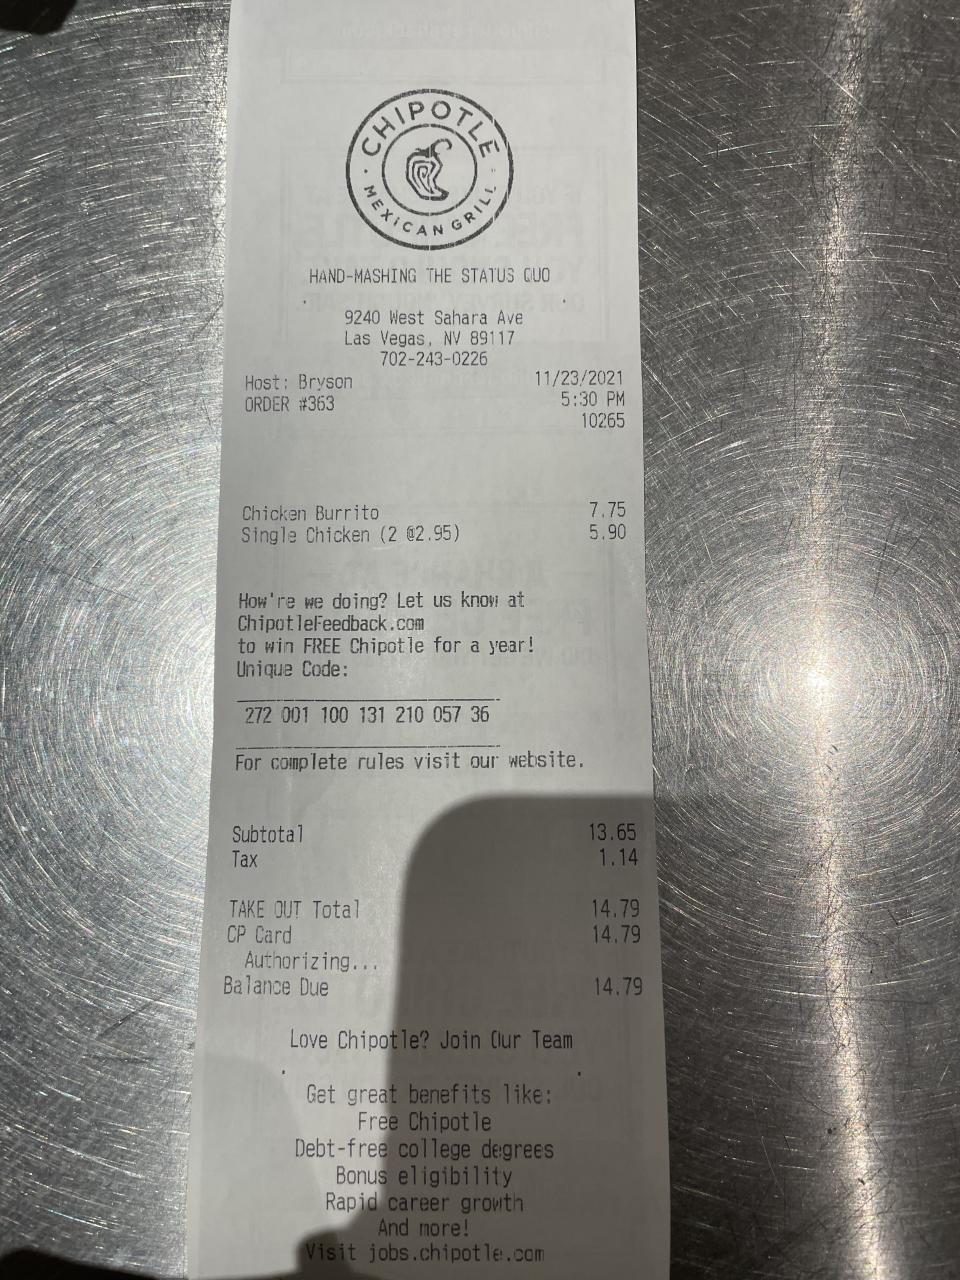 CHIPOTLE
MEXICAN GRILL
HAND-MASHING THE STATUS QUO
9240 West Sahara Ave
Las Vegas, NV 89117
702-243-0226
Host: Bryson 11/23/2021
ORDER #363 5:30 PM
10265
Chicken Burrito 7.75
Single Chicken (2 @2.95) 5.90
How're we doing? Let us know at
ChipotleFeedback.com
to win FREE Chipotle for a year!
Unique Code:
272 001 100 131 210 057 36
For complete rules visit our website.
Subtotal 13.65
Tax 1.14
TAKE OUT Total 14.79
CP Card 14.79
Authorizing...
Balance Due 14.79
Love Chipotle? Join Our Team
Get great benefits like:
Free Chipotle
Debt-free college degrees
Bonus eligibility
Rapid career growth
And more!
Visit jobs.chipotle.com